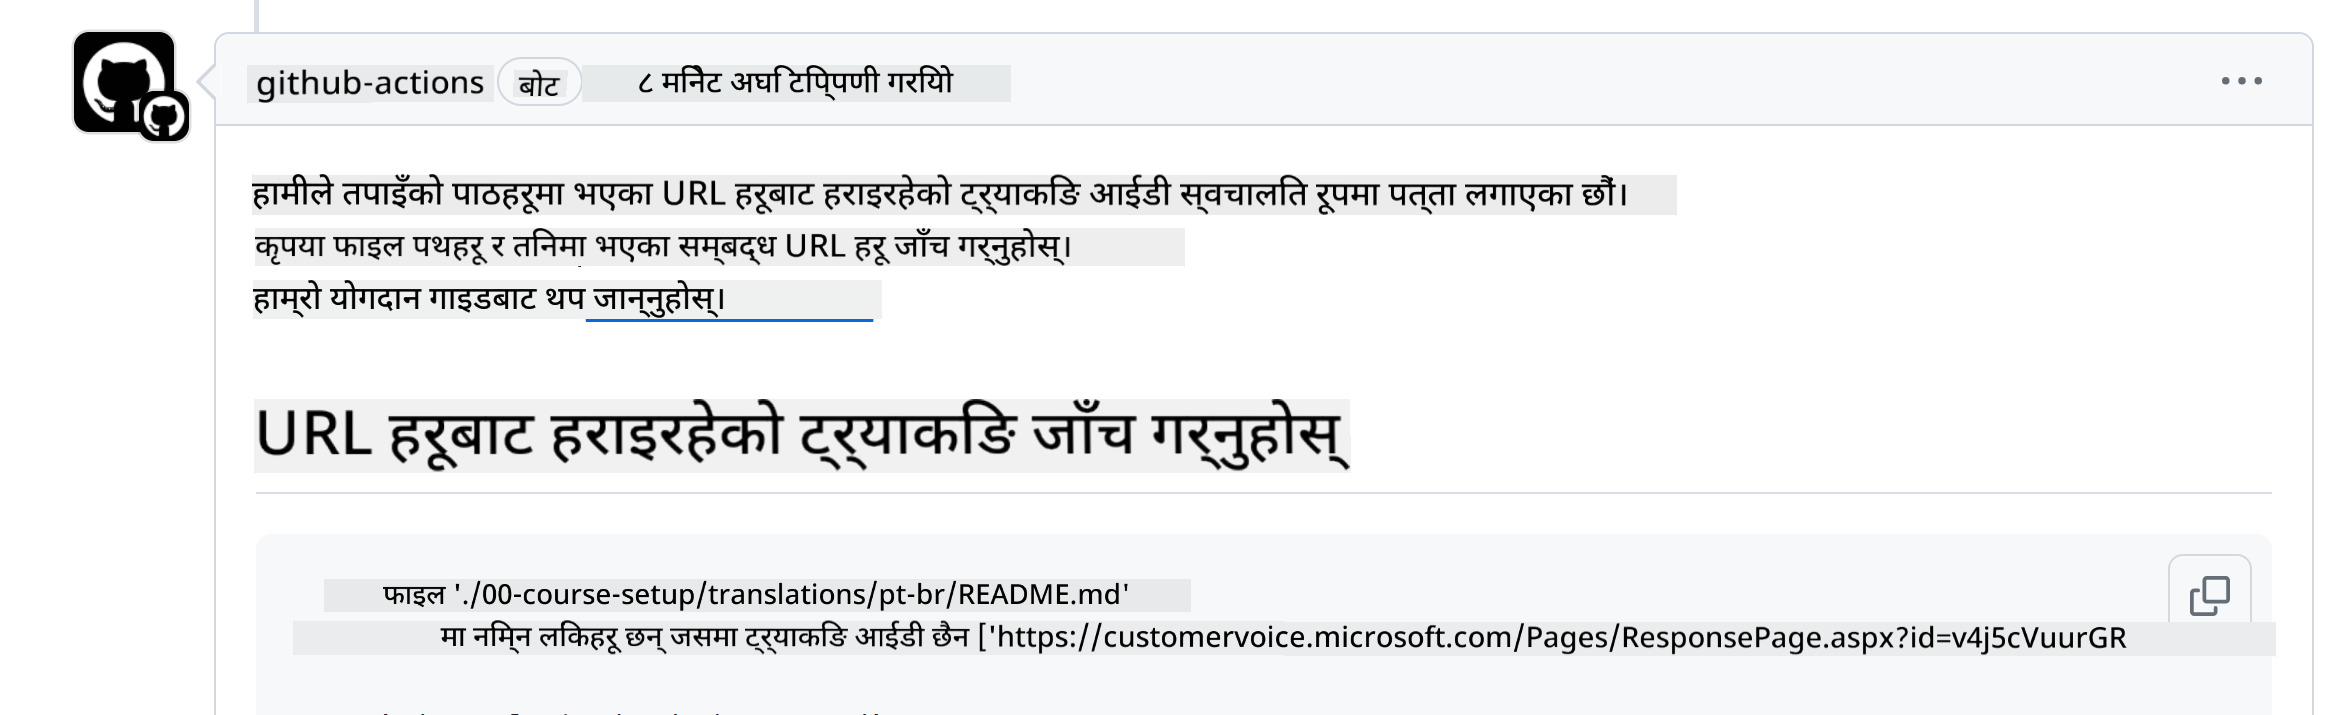 github-actions बोट ८ मिनेट अघि टिप्पणी गरियो
हामीले तपाइँको पाठहरूमा भएका URL हरूबाट हराइरहेको ट्र्याकिङ आईडी स्वचालित रूपमा पत्ता लगाएका छौं।
कृपया फाइल पथहरू र तिनमा भएका सम्बद्ध URL हरू जाँच गर्नुहोस्।
हाम्रो योगदान गाइडबाट थप जान्नुहोस्।
URL हरूबाट हराइरहेको ट्र्याकिङ जाँच गर्नुहोस्
फाइल './00-course-setup/translations/pt-br/README.md'
मा निम्न लिंकहरू छन् जसमा ट्र्याकिङ आईडी छैन ['https://customervoice.microsoft.com/Pages/ResponsePage.aspx?id=v4j5cVuurGR